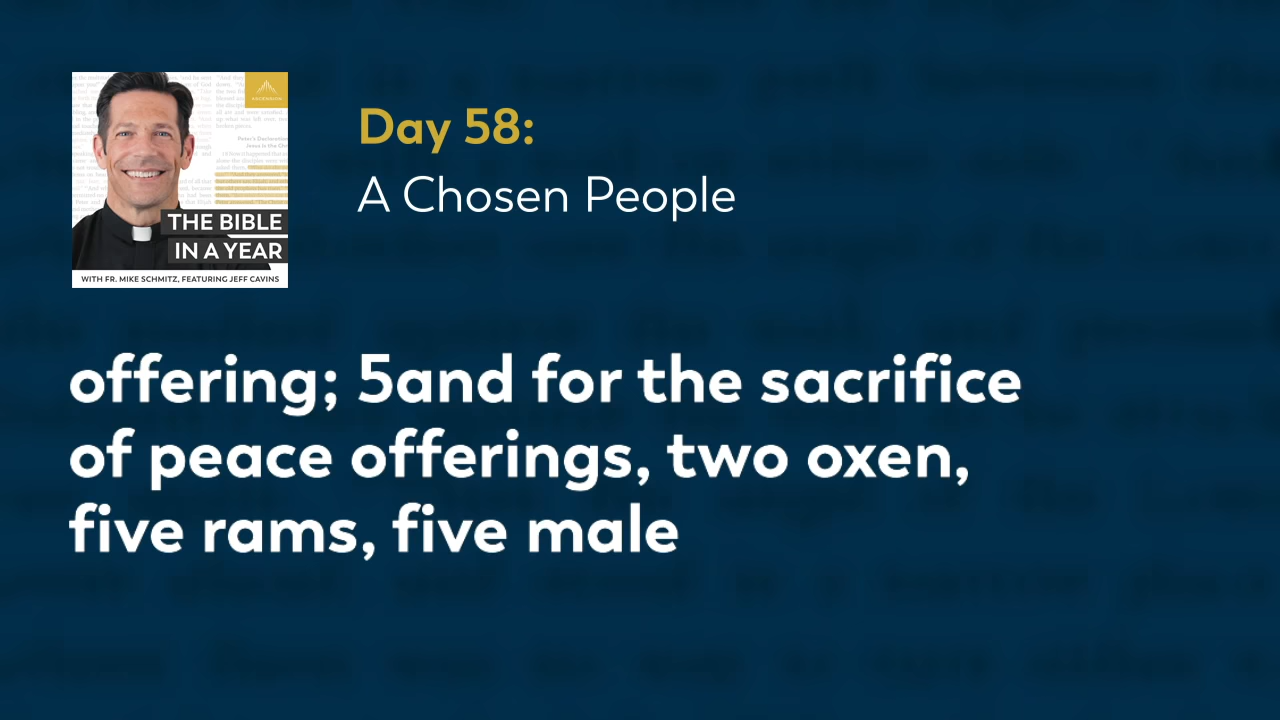 Day 58:
A Chosen People
ASCENSION
THE BIBLE
IN A YEAR
WITH FR. MIKE SCHMITZ, FEATURING JEFF CAVINS
offering; 5and for the sacrifice
of peace offerings, two oxen,
five rams, five male